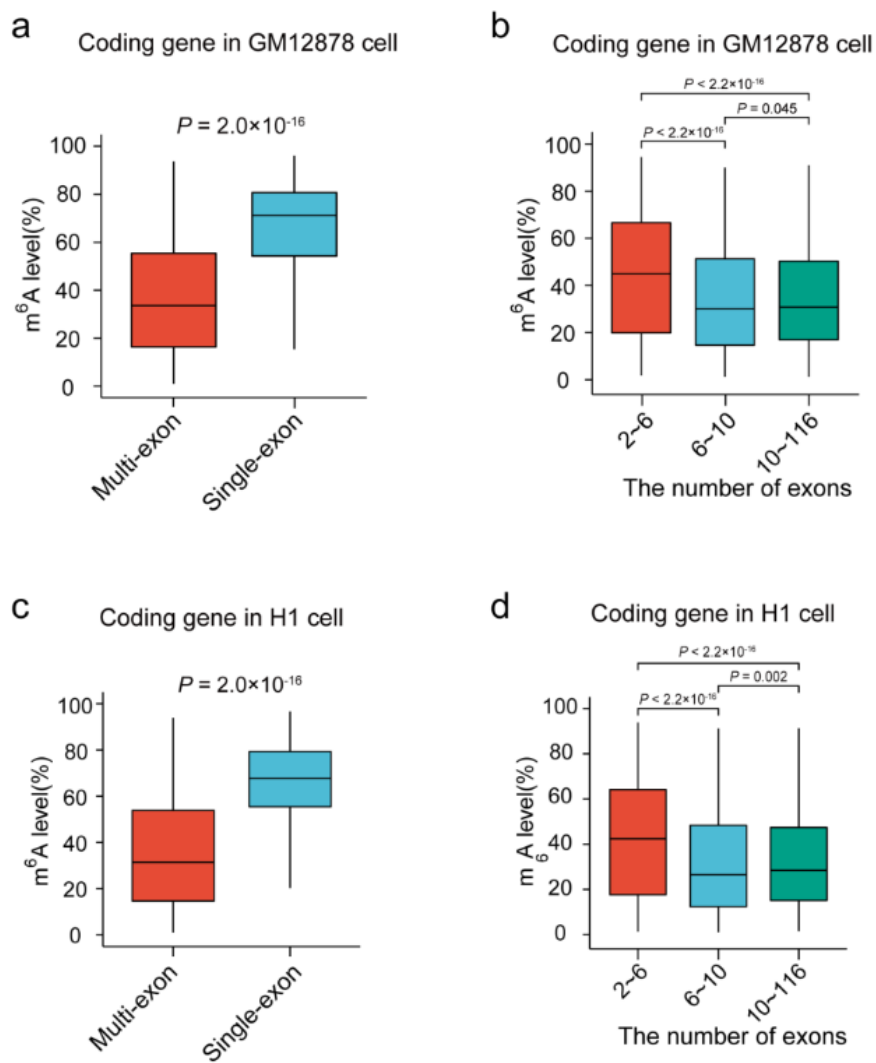 a
Coding gene in GM12878 cell
P = 2.0×10⁻¹⁶
m⁶A level(%)
100
80
60
40
20
0
Multi-exon
Single-exon
b
Coding gene in GM12878 cell
P < 2.2×10⁻¹⁶
P = 0.045
P < 2.2×10⁻¹⁶
m⁶A level(%)
100
80
60
40
20
0
2~6
6~10
10~116
The number of exons
c
Coding gene in H1 cell
P = 2.0×10⁻¹⁶
m⁶A level(%)
100
80
60
40
20
0
Multi-exon
Single-exon
d
Coding gene in H1 cell
P < 2.2×10⁻¹⁶
P = 0.002
P < 2.2×10⁻¹⁶
m₆A level(%)
100
80
60
40
20
0
2~6
6~10
10~116
The number of exons